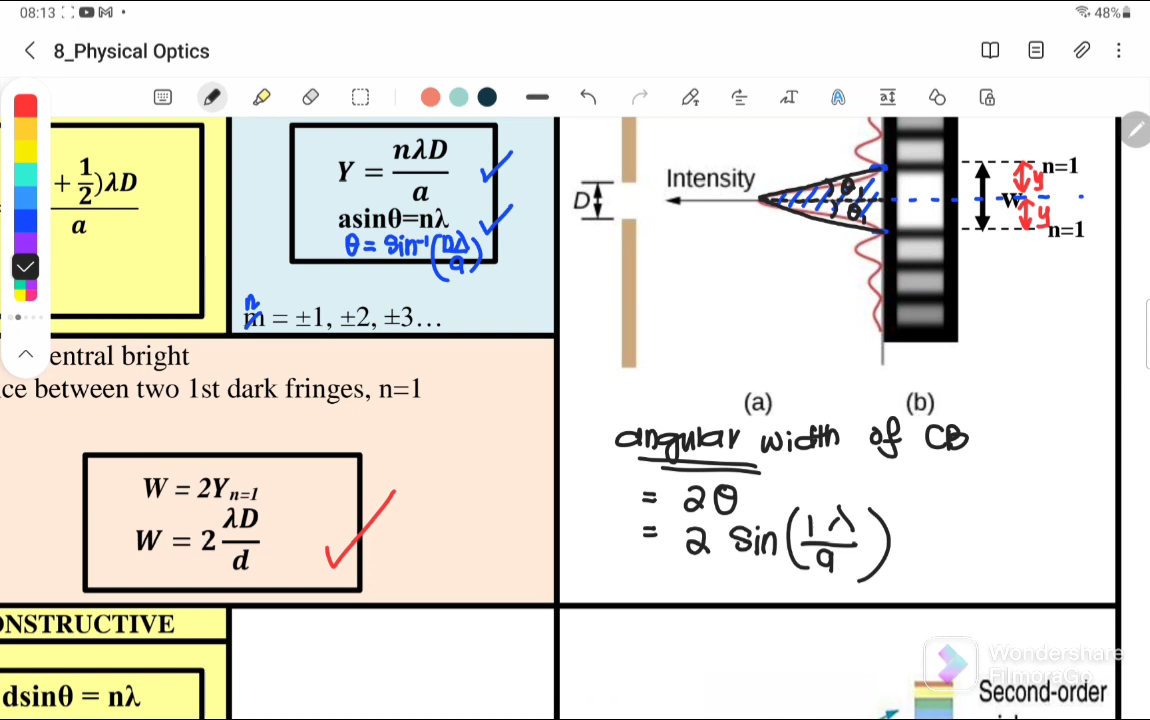 08:13
48%
8_Physical Optics
+ 1/2)λD
a
Y = nλD
a
asinθ=nλ
θ = sin⁻¹(nλ/a)
n
m = ±1, ±2, ±3…
D
Intensity
θ
θ
n=1
y
W
y
n=1
(a)
(b)
entral bright
ce between two 1st dark fringes, n=1
W = 2Yn=1
W = 2 λD
d
angular width of CB
= 2θ
= 2 sin(1λ/a)
ONSTRUCTIVE
dsinθ = nλ
Second-order
Wondershare
FilmoraGo